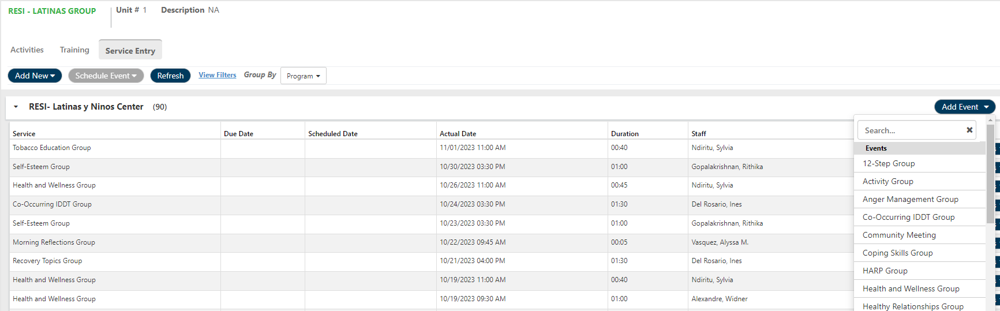 RESI - LATINAS GROUP Unit # 1 Description NA
Activities Training Service Entry
Add New Schedule Event Refresh View Filters Group By Program
RESI- Latinas y Ninos Center (90) Add Event
Service Due Date Scheduled Date Actual Date Duration Staff
Tobacco Education Group 11/01/2023 11:00 AM 00:40 Ndiritu, Sylvia
Self-Esteem Group 10/30/2023 03:30 PM 01:00 Gopalakrishnan, Rithika
Health and Wellness Group 10/26/2023 11:00 AM 00:45 Ndiritu, Sylvia
Co-Occurring IDDT Group 10/24/2023 03:30 PM 01:30 Del Rosario, Ines
Self-Esteem Group 10/23/2023 03:30 PM 01:00 Gopalakrishnan, Rithika
Morning Reflections Group 10/22/2023 09:45 AM 00:05 Vasquez, Alyssa M.
Recovery Topics Group 10/21/2023 04:00 PM 01:30 Del Rosario, Ines
Health and Wellness Group 10/19/2023 11:00 AM 00:40 Ndiritu, Sylvia
Health and Wellness Group 10/19/2023 09:30 AM 01:00 Alexandre, Widner
Search...
Events
12-Step Group
Activity Group
Anger Management Group
Co-Occurring IDDT Group
Community Meeting
Coping Skills Group
HARP Group
Health and Wellness Group
Healthy Relationships Group